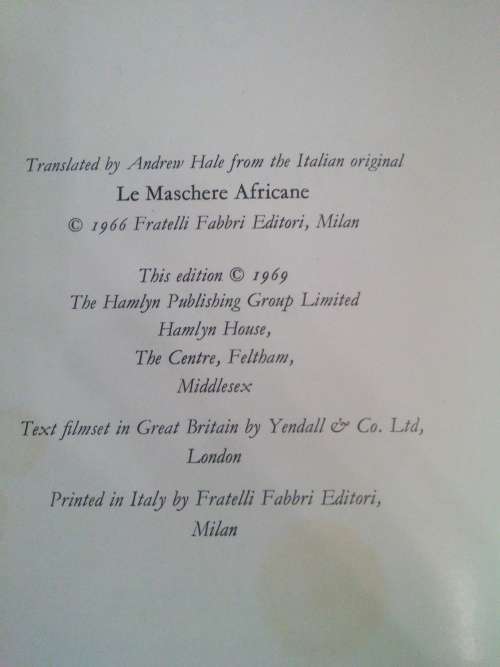 Translated by Andrew Hale from the Italian original
Le Maschere Africane
© 1966 Fratelli Fabbri Editori, Milan
This edition © 1969
The Hamlyn Publishing Group Limited
Hamlyn House,
The Centre, Feltham,
Middlesex
Text filmset in Great Britain by Yendall & Co. Ltd,
London
Printed in Italy by Fratelli Fabbri Editori,
Milan